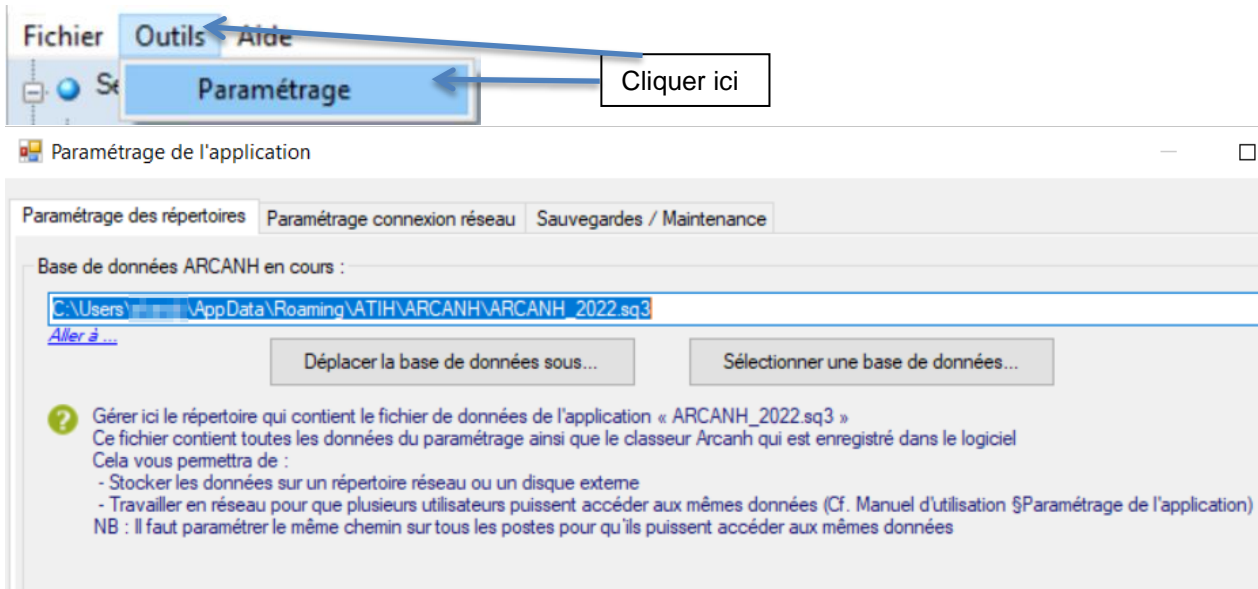 Fichier Outils Aide
Paramétrage
Cliquer ici
Paramétrage de l'application
Paramétrage des répertoires Paramétrage connexion réseau Sauvegardes / Maintenance
Base de données ARCANH en cours :
C:\Users\ \AppData\Roaming\ATIH\ARCANH\ARCANH_2022.sq3
Aller à ...
Déplacer la base de données sous... Sélectionner une base de données...
Gérer ici le répertoire qui contient le fichier de données de l'application « ARCANH_2022.sq3 »
Ce fichier contient toutes les données du paramétrage ainsi que le classeur Arcanh qui est enregistré dans le logiciel
Cela vous permettra de :
- Stocker les données sur un répertoire réseau ou un disque externe
- Travailler en réseau pour que plusieurs utilisateurs puissent accéder aux mêmes données (Cf. Manuel d'utilisation §Paramétrage de l'application)
NB : Il faut paramétrer le même chemin sur tous les postes pour qu'ils puissent accéder aux mêmes données